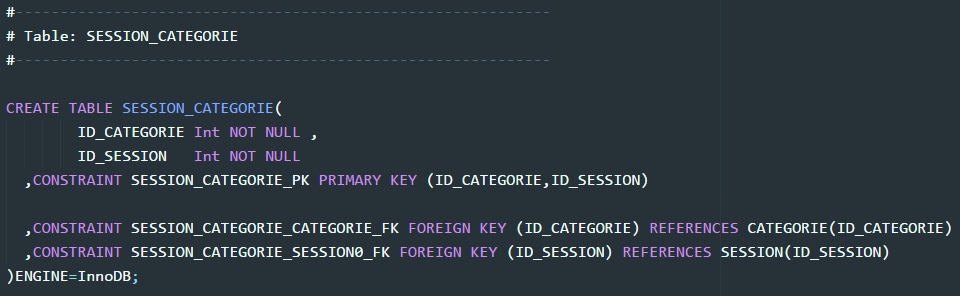 #------------------------------------------------------------
# Table: SESSION_CATEGORIE
#------------------------------------------------------------
CREATE TABLE SESSION_CATEGORIE(
        ID_CATEGORIE Int NOT NULL ,
        ID_SESSION   Int NOT NULL
  ,CONSTRAINT SESSION_CATEGORIE_PK PRIMARY KEY (ID_CATEGORIE,ID_SESSION)
  ,CONSTRAINT SESSION_CATEGORIE_CATEGORIE_FK FOREIGN KEY (ID_CATEGORIE) REFERENCES CATEGORIE(ID_CATEGORIE)
  ,CONSTRAINT SESSION_CATEGORIE_SESSION0_FK FOREIGN KEY (ID_SESSION) REFERENCES SESSION(ID_SESSION)
)ENGINE=InnoDB;